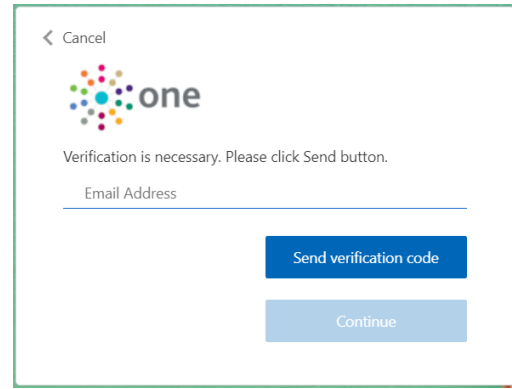 Cancel
one
Verification is necessary. Please click Send button.
Email Address
Send verification code
Continue